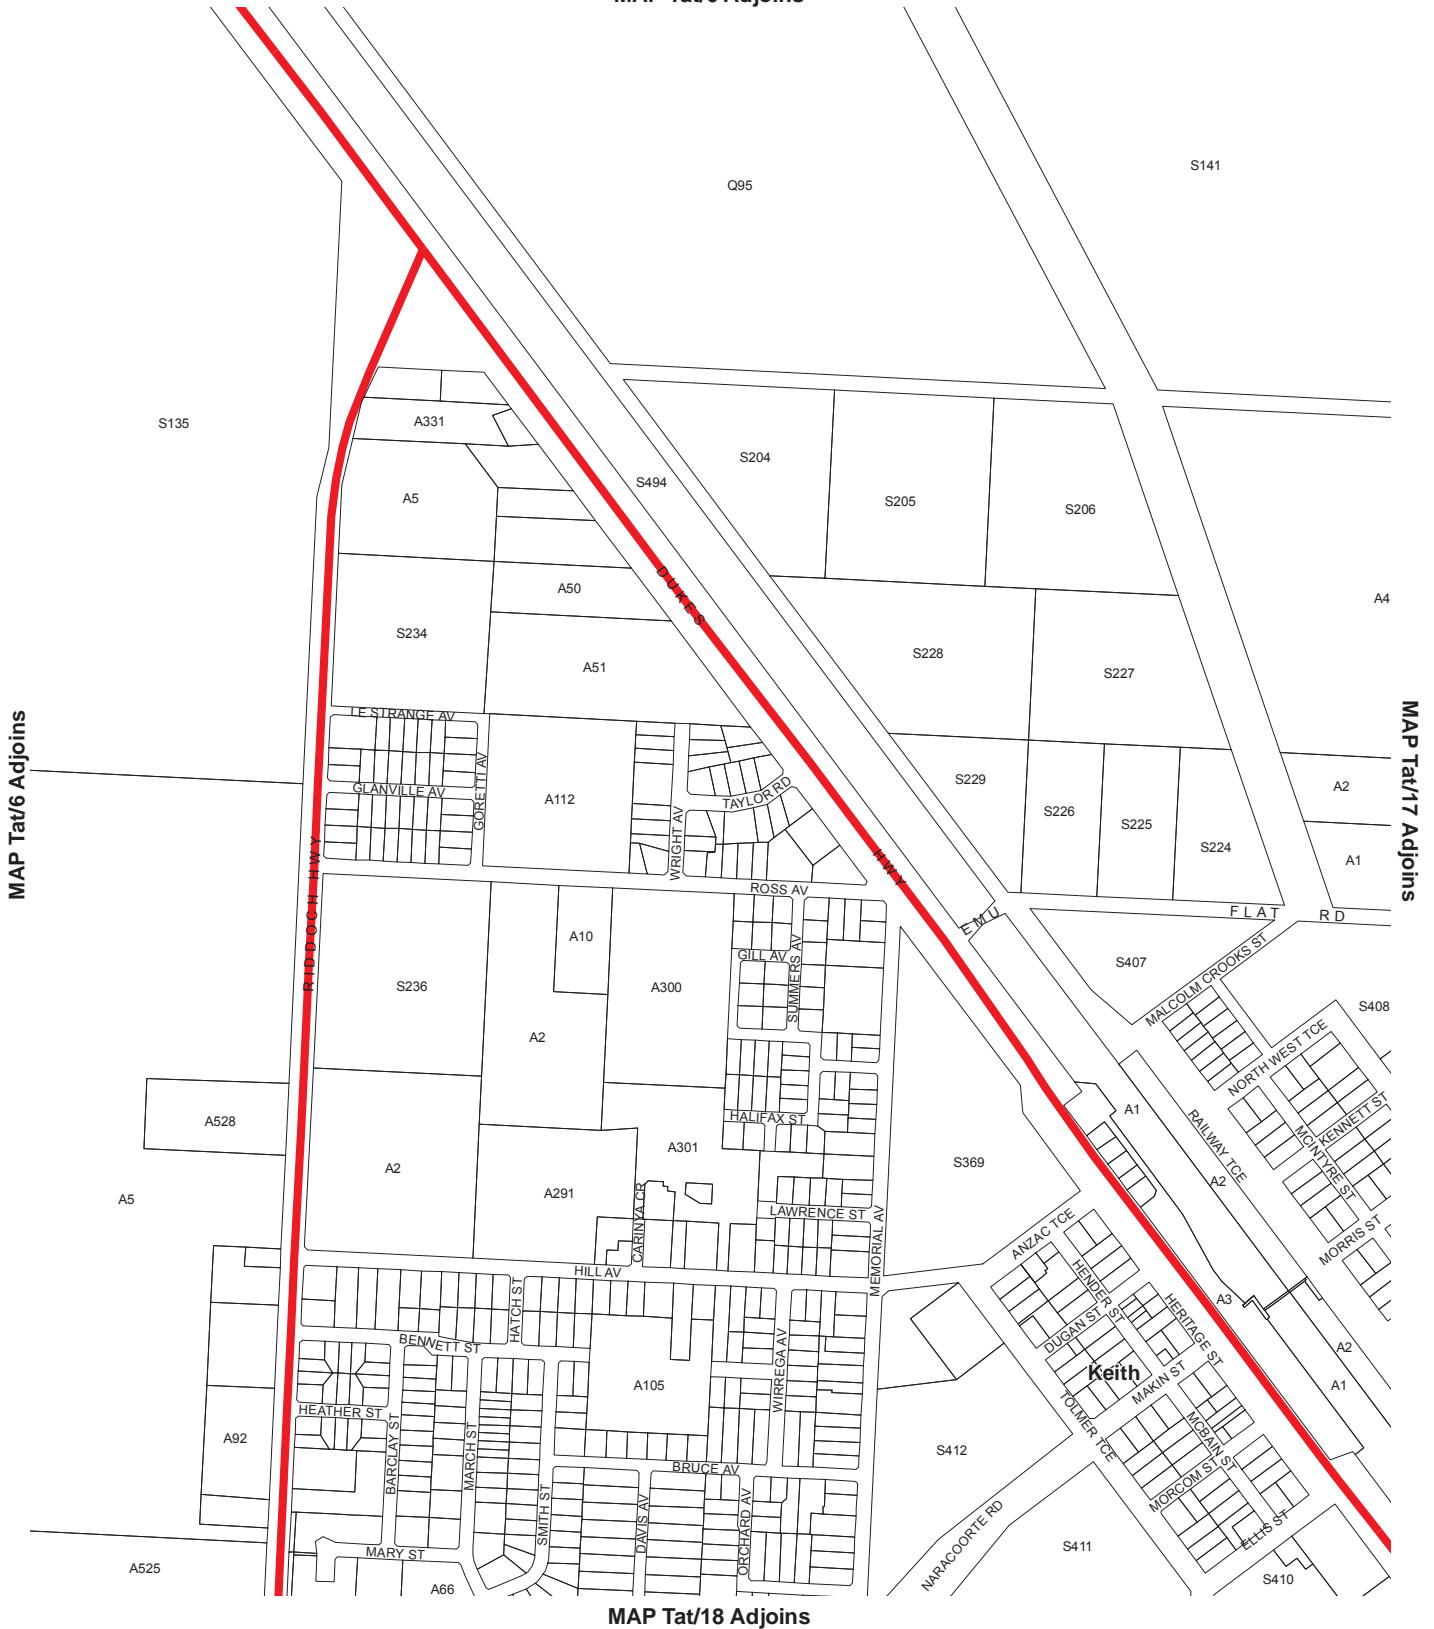 S141
Q95
S135
A331
S204
S494
A5
S205
S206
A50
DUKES
A4
S234
S228
A51
S227
LE STRANGE AV
MAP Tat/6 Adjoins
MAP Tat/17 Adjoins
GORETTI AV
GLANVILLE AV
A112
TAYLOR RD
S229
A2
S226
S225
S224
WRIGHT AV
HWY
A1
RIDDOCH HWY
ROSS AV
EMU
FLAT RD
A10
GILL AV
SUMMERS AV
S407
MALCOLM CROOKS ST
S236
A300
S408
A2
NORTH WEST TCE
A528
HALIFAX ST
A1
RAILWAY TCE
KENNETT ST
MCINTYRE ST
A301
S369
A2
A291
A2
A5
CARINYA CR
LAWRENCE ST
MEMORIAL AV
ANZAC TCE
MORRIS ST
HILL AV
HENDER ST
HATCH ST
A3
HERITAGE ST
BENNETT ST
DUGAN ST
WIRREGA AV
A2
Keith
A105
MAKIN ST
A1
HEATHER ST
TOLMER TCE
A92
BARCLAY ST
MARCH ST
MCBAIN ST
S412
BRUCE AV
MORCOM ST
SMITH ST
DAVIS AV
ORCHARD AV
NARACOORTE RD
ELLIS ST
MARY ST
S411
A525
A66
S410
MAP Tat/18 Adjoins